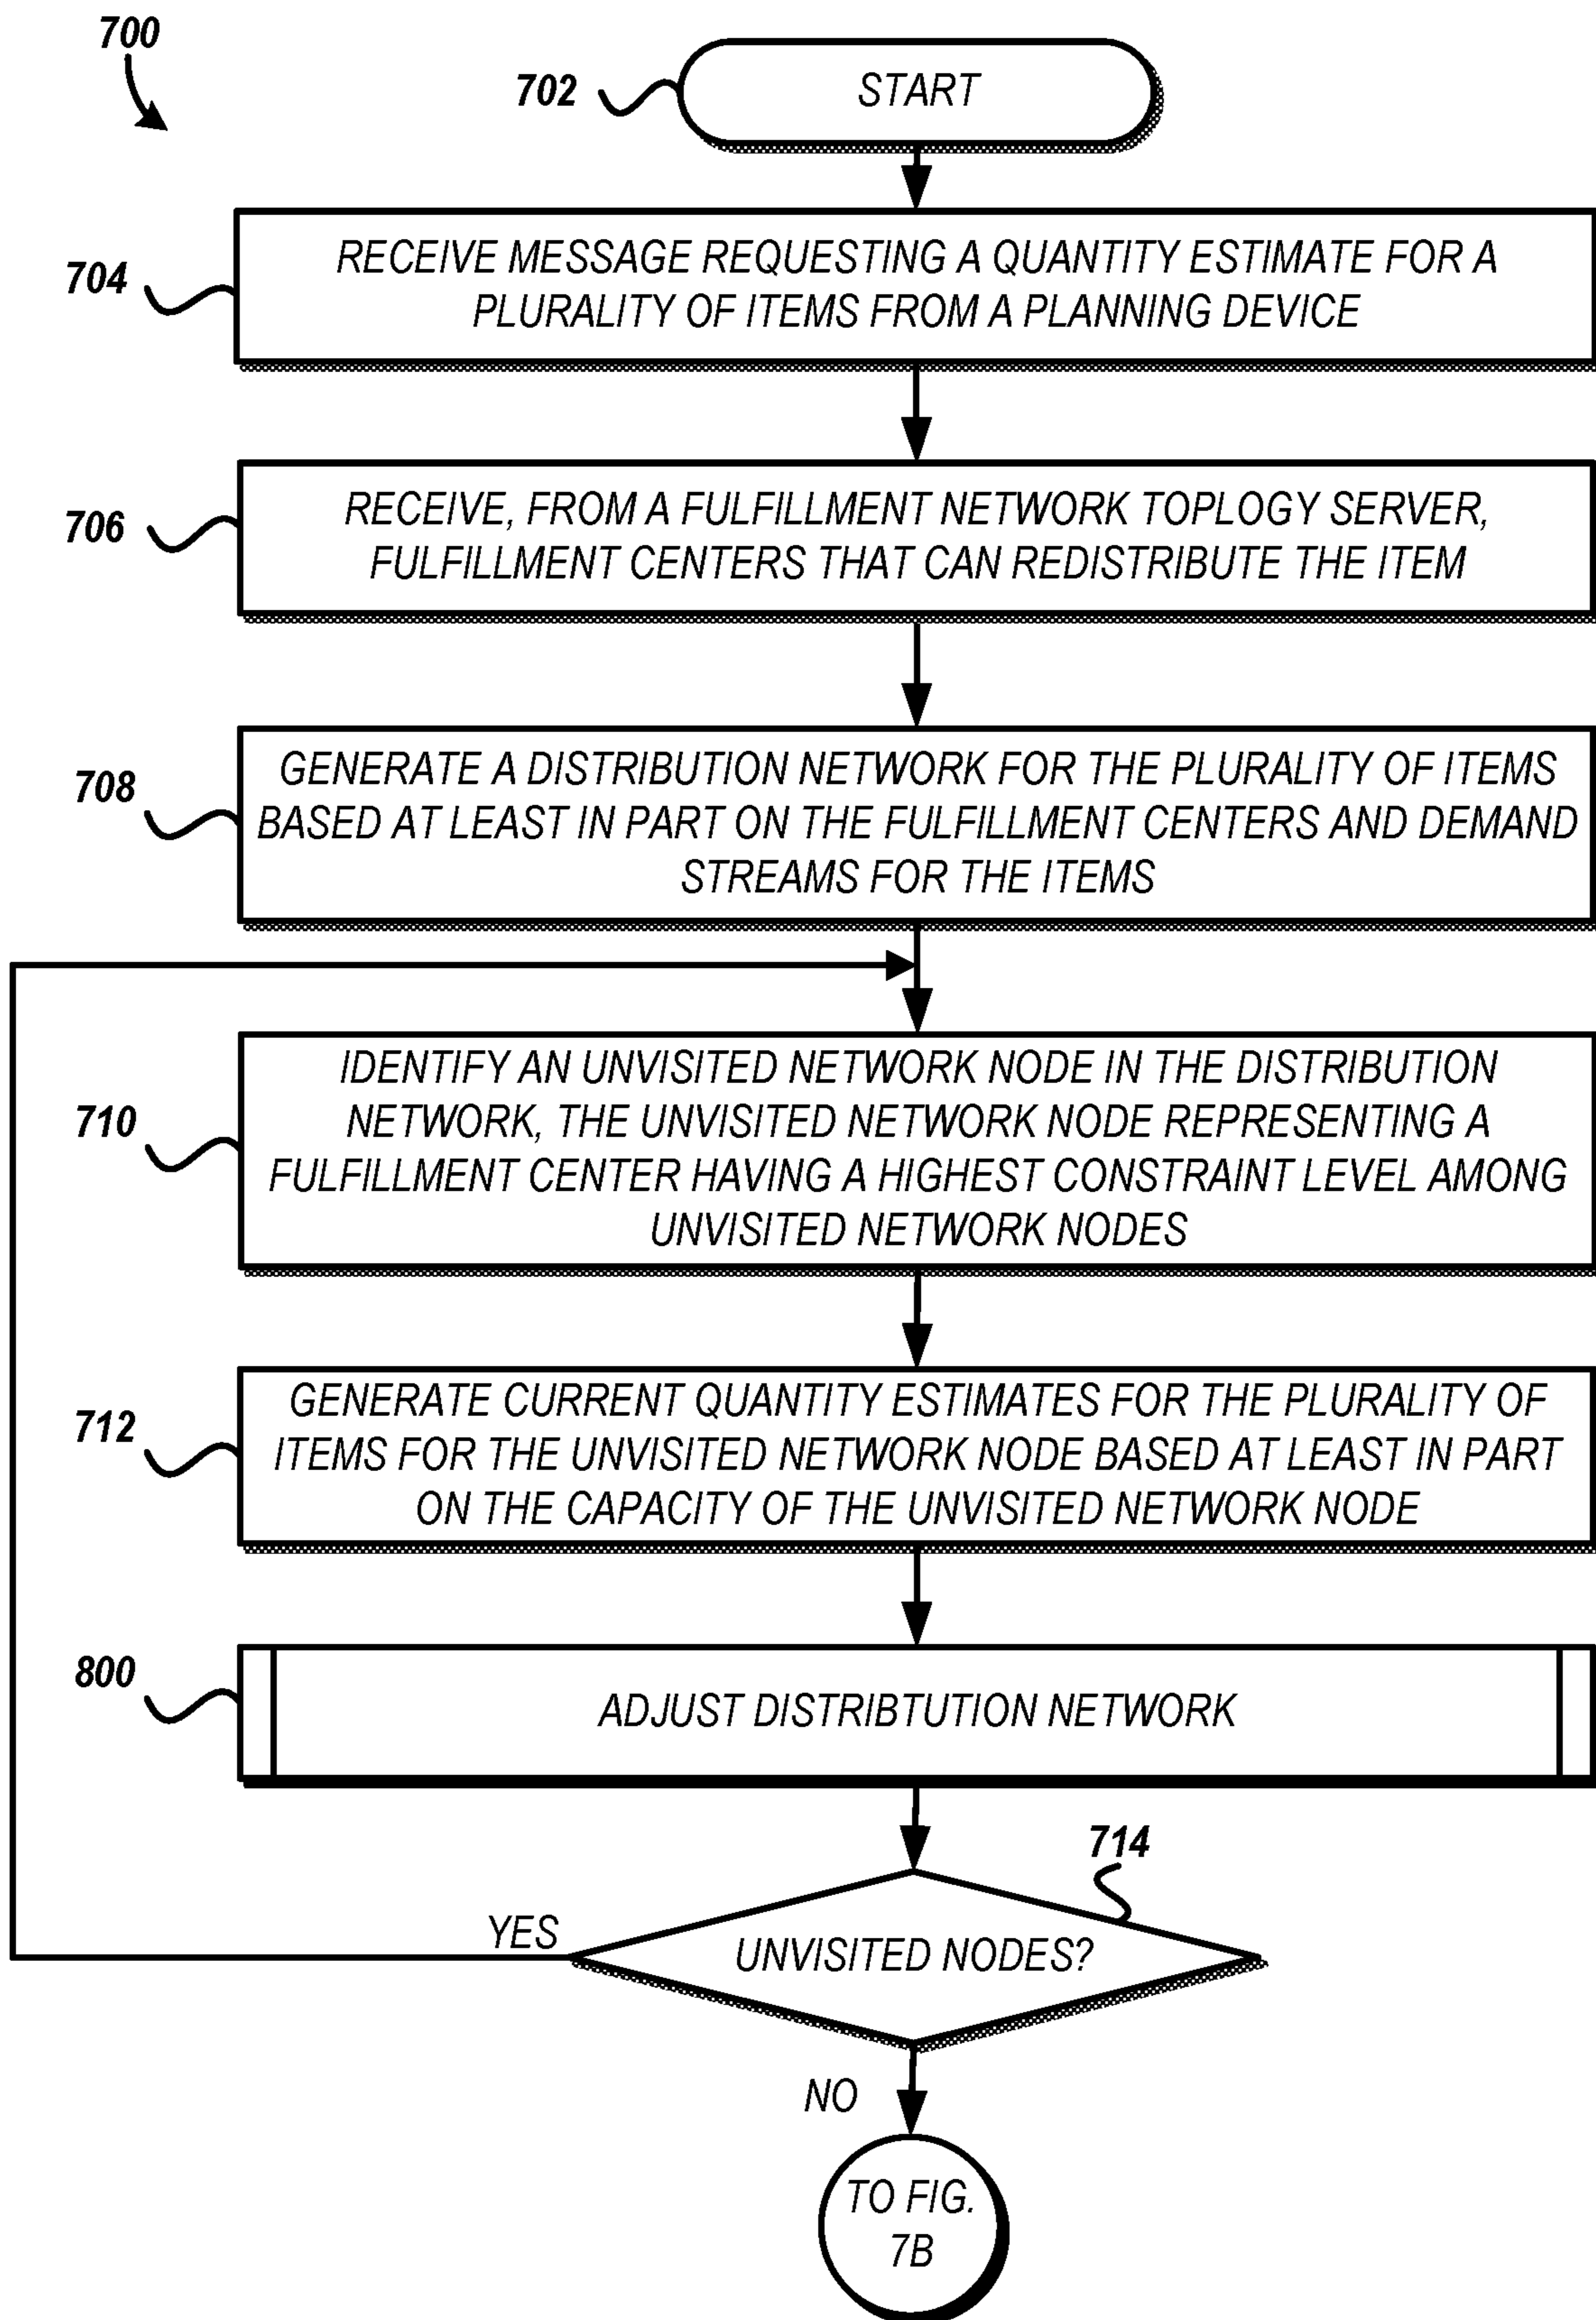 700
702
START
704
RECEIVE MESSAGE REQUESTING A QUANTITY ESTIMATE FOR A
PLURALITY OF ITEMS FROM A PLANNING DEVICE
706
RECEIVE, FROM A FULFILLMENT NETWORK TOPLOGY SERVER,
FULFILLMENT CENTERS THAT CAN REDISTRIBUTE THE ITEM
708
GENERATE A DISTRIBUTION NETWORK FOR THE PLURALITY OF ITEMS
BASED AT LEAST IN PART ON THE FULFILLMENT CENTERS AND DEMAND
STREAMS FOR THE ITEMS
710
IDENTIFY AN UNVISITED NETWORK NODE IN THE DISTRIBUTION
NETWORK, THE UNVISITED NETWORK NODE REPRESENTING A
FULFILLMENT CENTER HAVING A HIGHEST CONSTRAINT LEVEL AMONG
UNVISITED NETWORK NODES
712
GENERATE CURRENT QUANTITY ESTIMATES FOR THE PLURALITY OF
ITEMS FOR THE UNVISITED NETWORK NODE BASED AT LEAST IN PART
ON THE CAPACITY OF THE UNVISITED NETWORK NODE
800
ADJUST DISTRIBTUTION NETWORK
714
YES
UNVISITED NODES?
NO
TO FIG.
7B